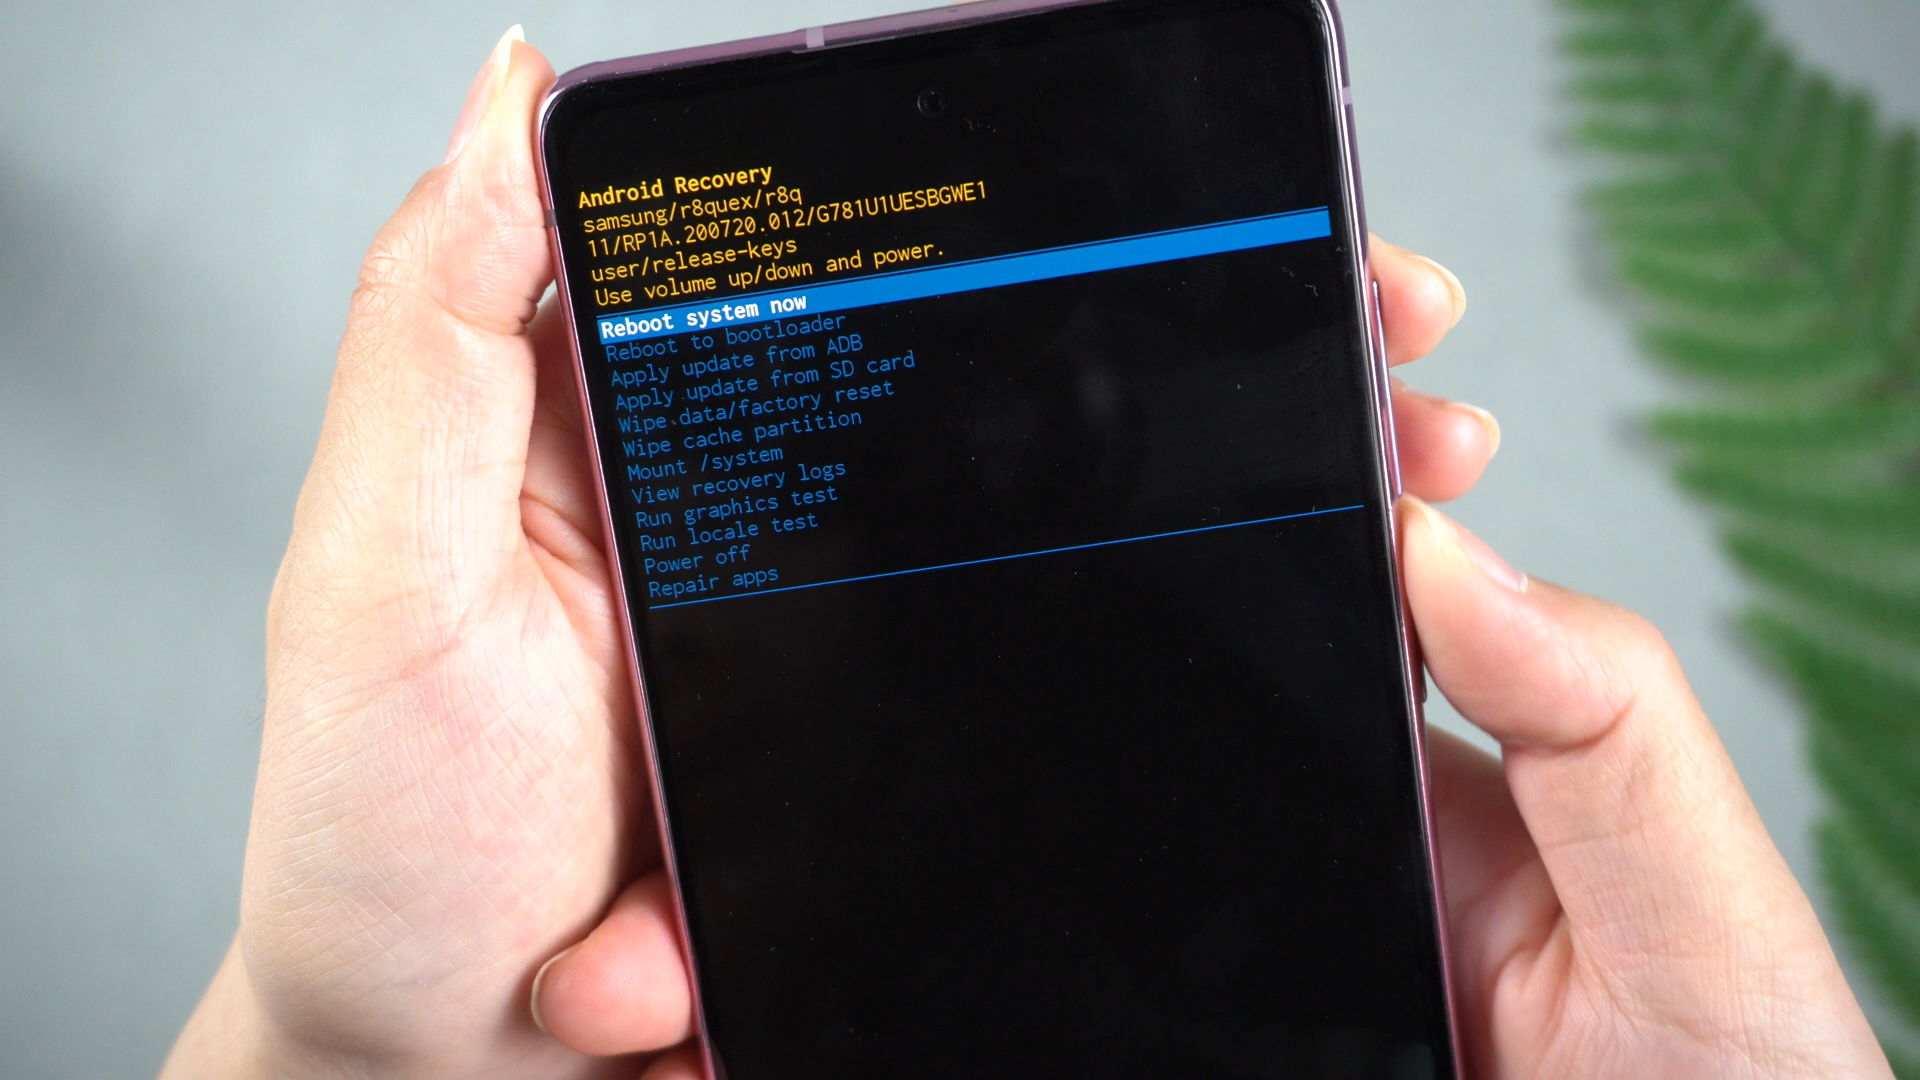 Android Recovery
samsung/r8quex/r8q
11/RP1A.200720.012/G781U1UESBGWE1
user/release-keys
Use volume up/down and power.
Reboot system now
Reboot to bootloader
Apply update from ADB
Apply update from SD card
Wipe data/factory reset
Wipe cache partition
Mount /system
View recovery logs
Run graphics test
Run locale test
Power off
Repair apps